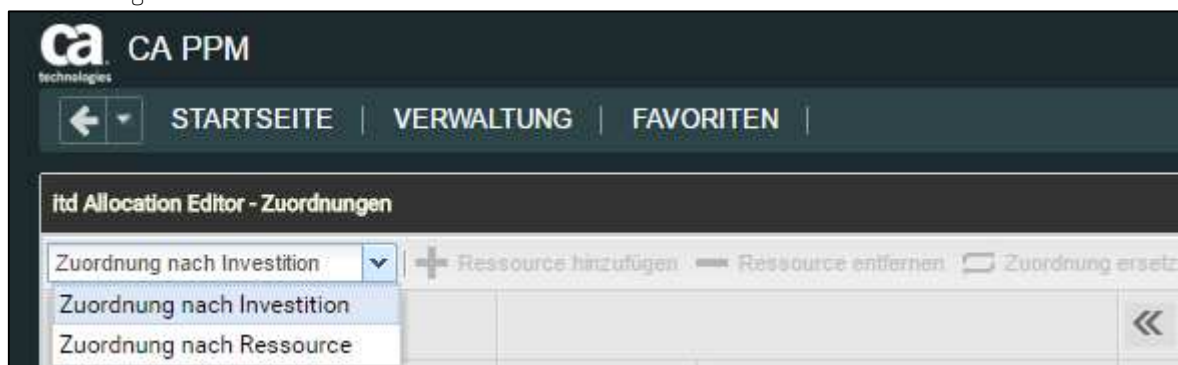 ca CA PPM
technologies
STARTSEITE | VERWALTUNG | FAVORITEN |
itd Allocation Editor - Zuordnungen
Zuordnung nach Investition Ressource hinzufügen Ressource entfernen Zuordnung ersetz
Zuordnung nach Investition
Zuordnung nach Ressource